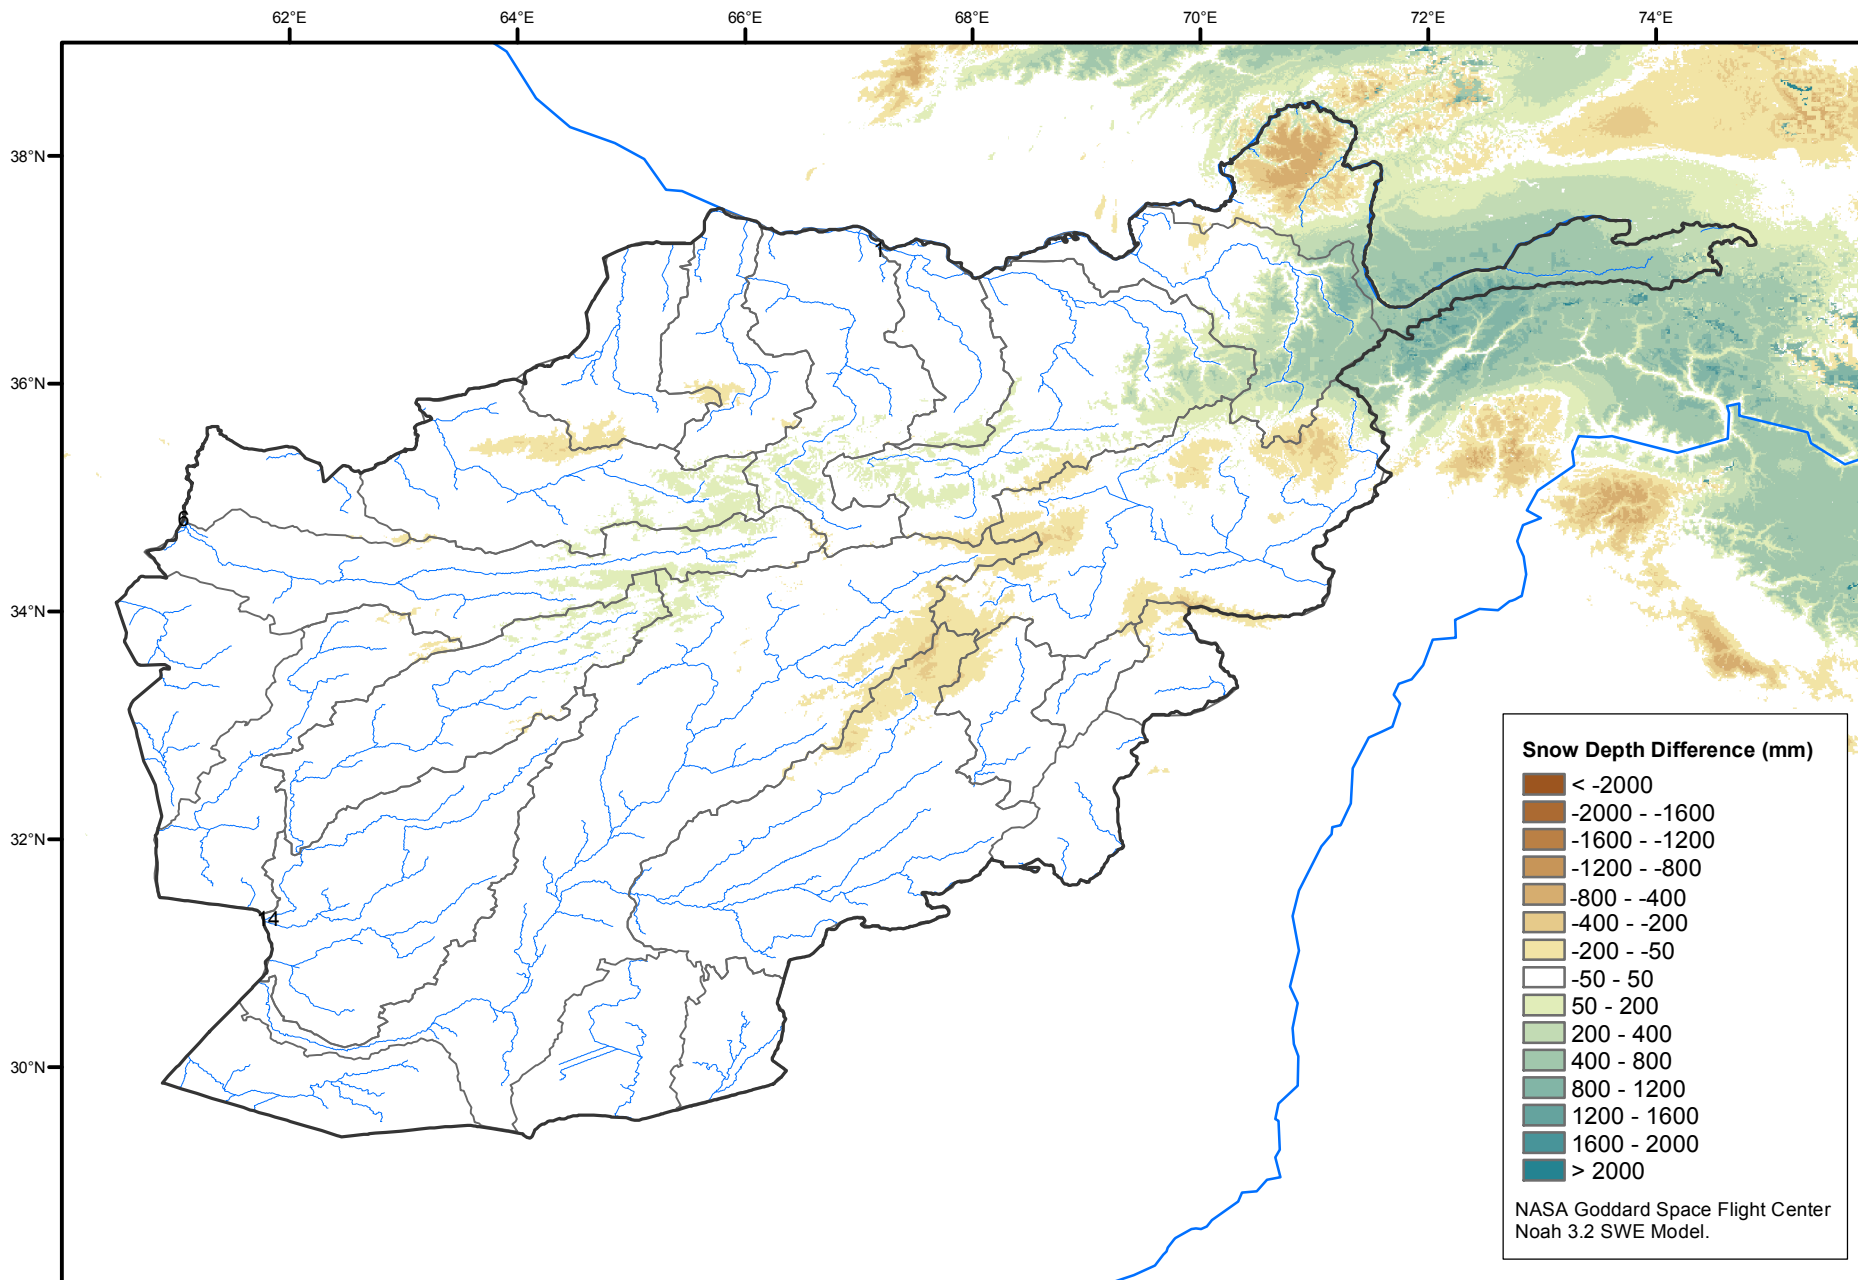 62°E 64°E 66°E 68°E 70°E 72°E 74°E
38°N
1
36°N
6
34°N
32°N
14
30°N
Snow Depth Difference (mm)
< -2000
-2000 - -1600
-1600 - -1200
-1200 - -800
-800 - -400
-400 - -200
-200 - -50
-50 - 50
50 - 200
200 - 400
400 - 800
800 - 1200
1200 - 1600
1600 - 2000
> 2000
NASA Goddard Space Flight Center
Noah 3.2 SWE Model.